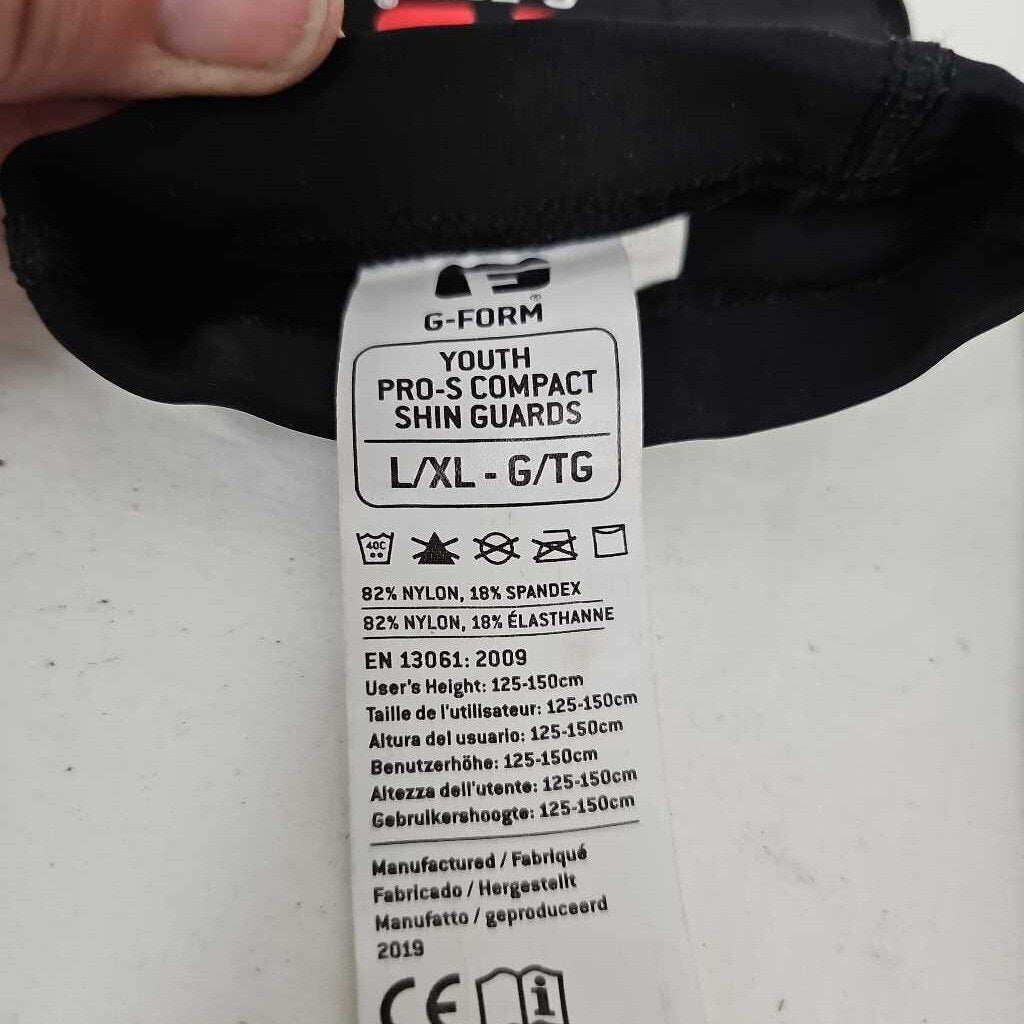 G-FORM®
YOUTH
PRO-S COMPACT
SHIN GUARDS
L/XL - G/TG
40C
82% NYLON, 18% SPANDEX
82% NYLON, 18% ÉLASTHANNE
EN 13061: 2009
User's Height: 125-150cm
Taille de l'utilisateur: 125-150cm
Altura del usuario: 125-150cm
Benutzerhöhe: 125-150cm
Altezza dell'utente: 125-150cm
Gebruikershoogte: 125-150cm
Manufactured / Fabriqué
Fabricado / Hergestellt
Manufatto / geproduceerd
2019
CE i